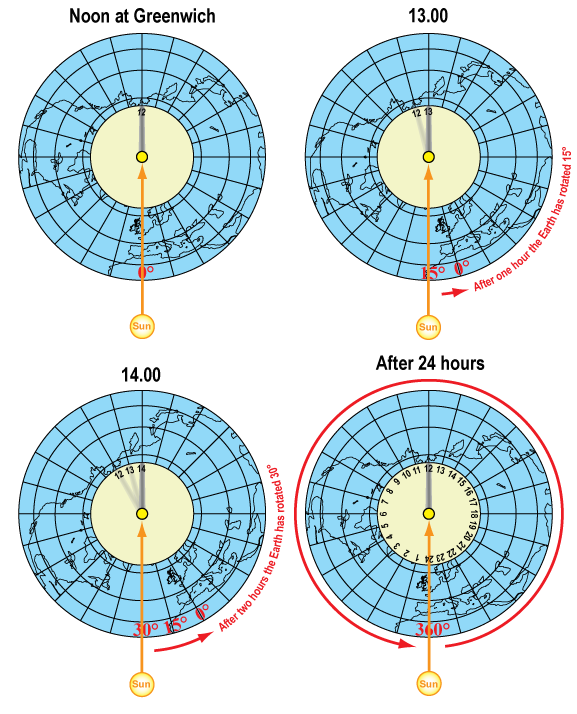 Noon at Greenwich
12
0°
Sun
13.00
12 13
15° 0°
After one hour the Earth has rotated 15°
Sun
14.00
12 13 14
30° 15° 0°
After two hours the Earth has rotated 30°
Sun
After 24 hours
1 2 3 4 5 6 7 8 9 10 11 12 13 14 15 16 17 18 19 20 21 22 23 24
360°
Sun